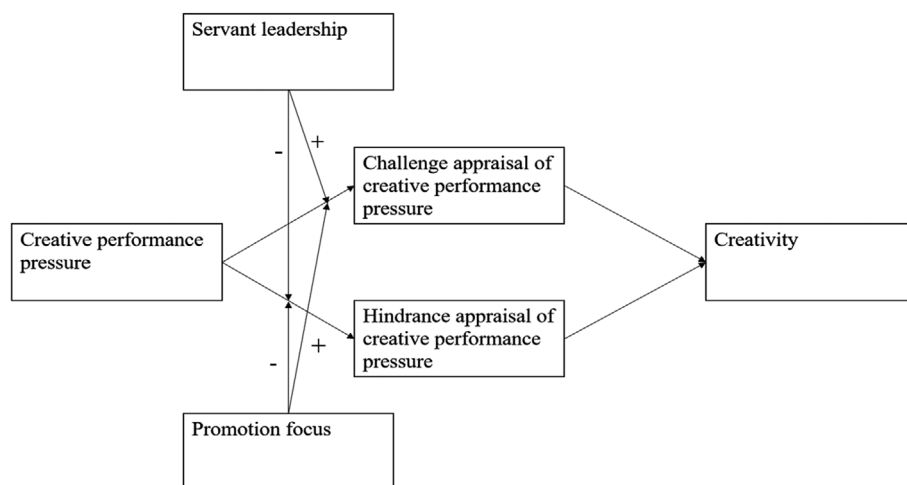 Servant leadership
+
-
Challenge appraisal of
creative performance
pressure
Creative performance
pressure
Creativity
Hindrance appraisal of
creative performance
pressure
+
-
Promotion focus